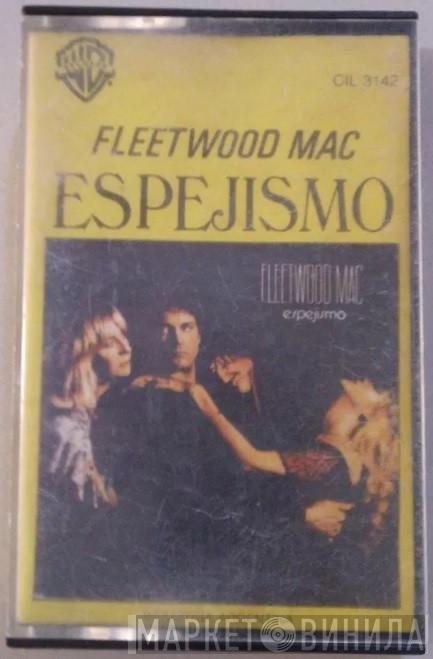 CIL 3142
FLEETWOOD MAC
ESPEJISMO
FLEETWOOD MAC
espejismo
МАРКЕТ ВИНИЛА